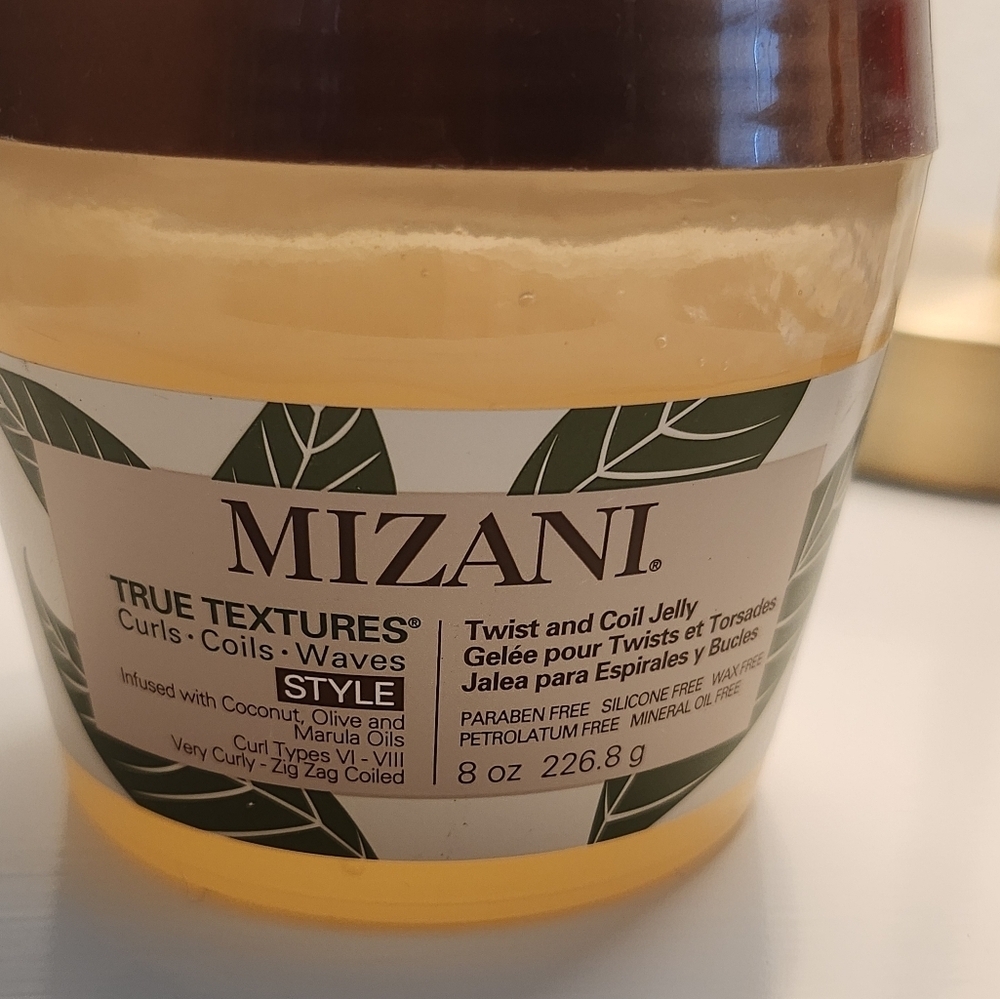 MIZANI®
TRUE TEXTURES®
Curls · Coils · Waves
STYLE
Infused with Coconut, Olive and
Marula Oils
Curl Types VI - VIII
Very Curly - Zig Zag Coiled
Twist and Coil Jelly
Gelée pour Twists et Torsades
Jalea para Espirales y Bucles
PARABEN FREE SILICONE FREE WAX FREE
PETROLATUM FREE MINERAL OIL FREE
8 oz 226.8 g